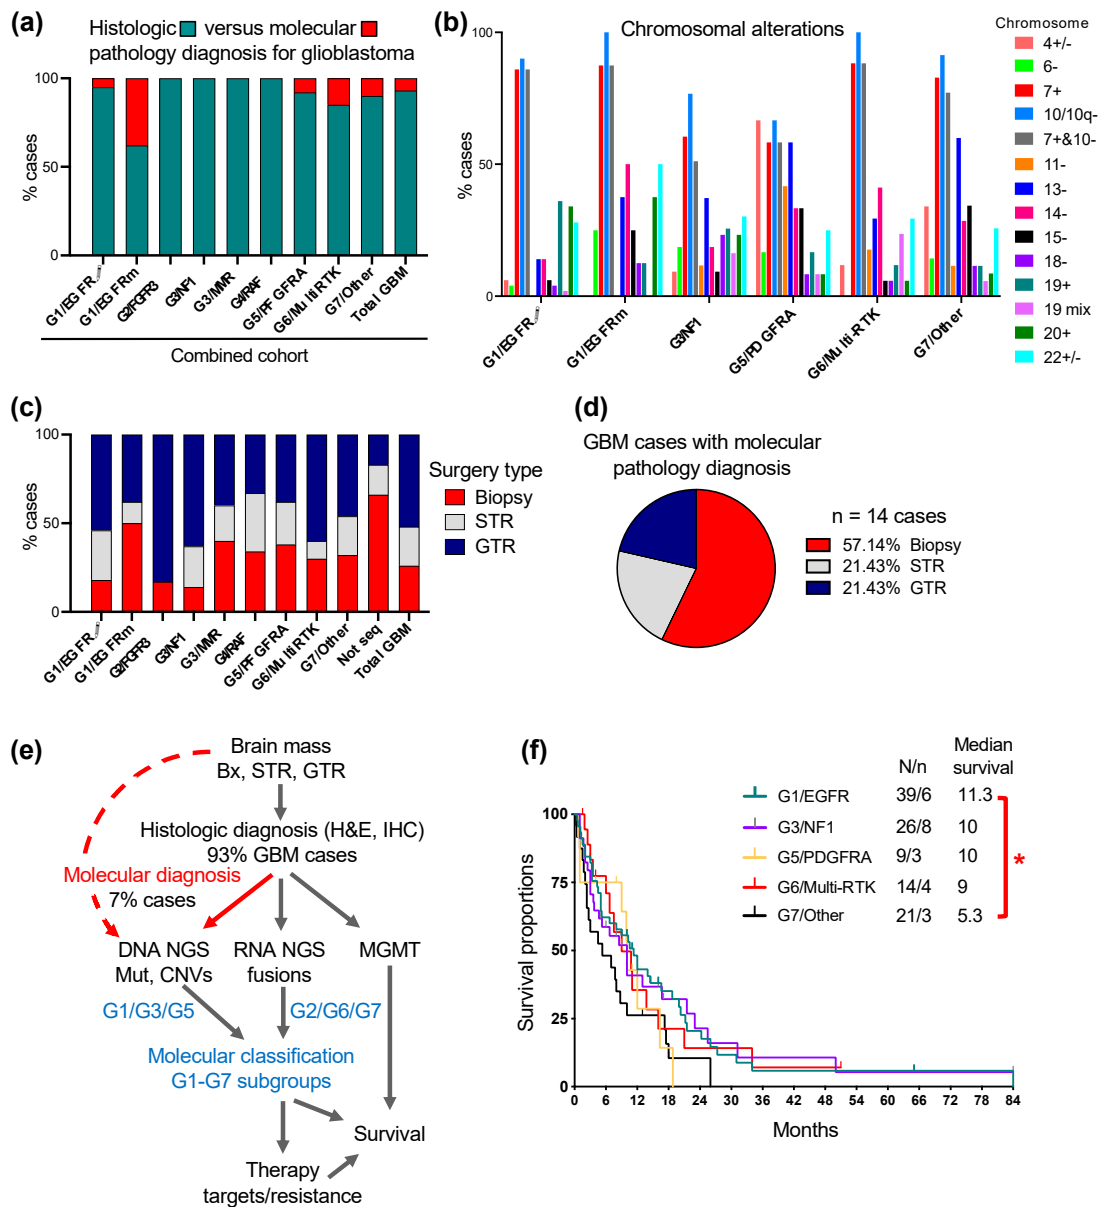 (a)
Histologic versus molecular
pathology diagnosis for glioblastoma
% cases
100
50
0
G1/EGFR
G1/EGFRm
G2/FGFR3
G3/NF1
G3/MMR
G4/RAF
G5/PFGFRA
G6/MultiRTK
G7/Other
Total GBM
Combined cohort
(b)
Chromosomal alterations
% cases
100
50
0
G1/EGFR
G1/EGFRm
G3/NF1
G5/PDGFRA
G6/Multi-RTK
G7/Other
Chromosome
4+/-
6-
7+
10/10q-
7+&10-
11-
13-
14-
15-
18-
19+
19 mix
20+
22+/-
(c)
% cases
100
50
0
G1/EGFR
G1/EGFRm
G2/FGFR3
G3/NF1
G3/MMR
G4/RAF
G5/PFGFRA
G6/MultiRTK
G7/Other
Not seq
Total GBM
Surgery type
Biopsy
STR
GTR
(d)
GBM cases with molecular
pathology diagnosis
n = 14 cases
57.14% Biopsy
21.43% STR
21.43% GTR
(e)
Brain mass
Bx, STR, GTR
Histologic diagnosis (H&E, IHC)
93% GBM cases
Molecular diagnosis
7% cases
DNA NGS
Mut, CNVs
RNA NGS
fusions
MGMT
G1/G3/G5
G2/G6/G7
Molecular classification
G1-G7 subgroups
Survival
Therapy
targets/resistance
(f)
N/n
Median
survival
G1/EGFR 39/6 11.3
G3/NF1 26/8 10
G5/PDGFRA 9/3 10
G6/Multi-RTK 14/4 9
G7/Other 21/3 5.3
*
Survival proportions
100
75
50
25
0
0 6 12 18 24 30 36 42 48 54 60 66 72 78 84
Months